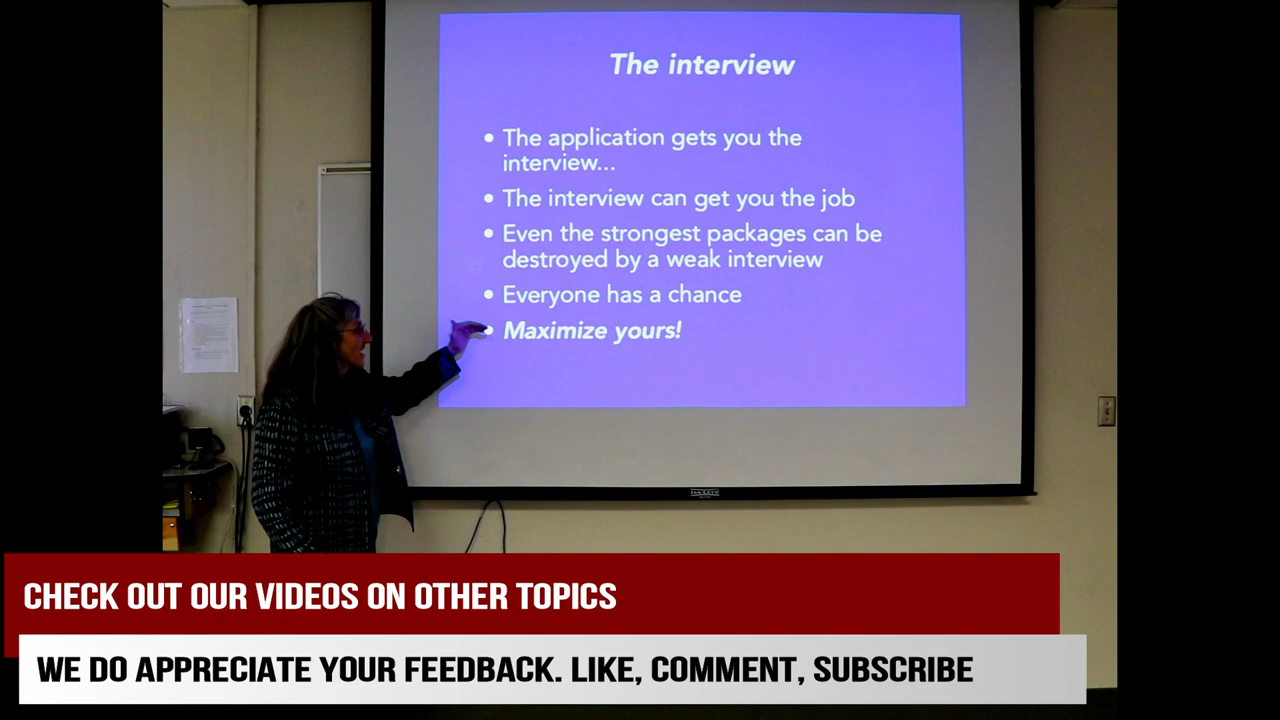 The interview
• The application gets you the
interview...
• The interview can get you the job
• Even the strongest packages can be
destroyed by a weak interview
• Everyone has a chance
• Maximize yours!
CHECK OUT OUR VIDEOS ON OTHER TOPICS
WE DO APPRECIATE YOUR FEEDBACK. LIKE, COMMENT, SUBSCRIBE